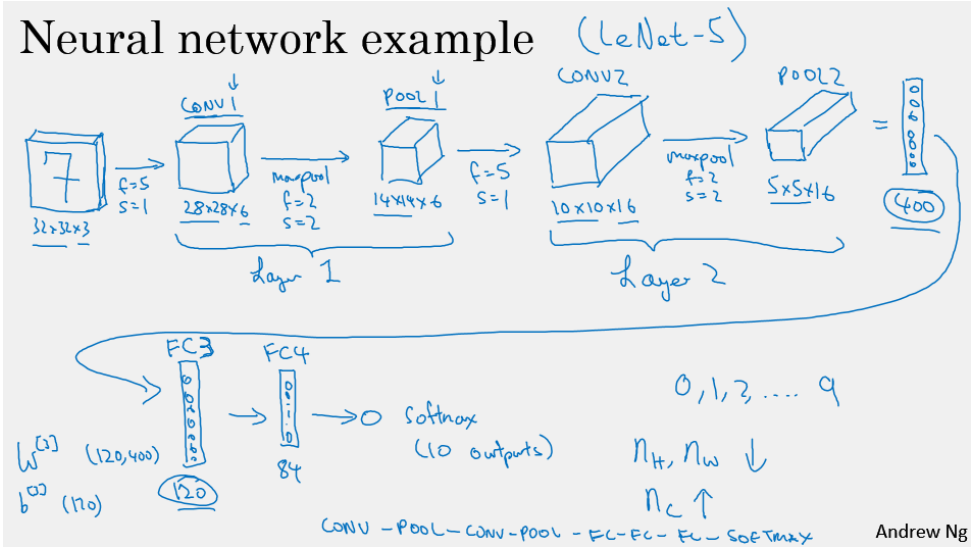 Neural network example (LeNet-5)
CONV1
POOL1
CONV2
POOL2
7
32x32x3
f=5
s=1
28x28x6
maxpool
f=2
s=2
14x14x6
f=5
s=1
10x10x16
maxpool
f=2
s=2
5x5x16
=
400
Layer 1
Layer 2
FC3
FC4
W[3] (120,400)
b[3] (120)
120
84
Softmax
(10 outputs)
0,1,2,.... 9
nH, nW ↓
nC ↑
CONV-POOL-CONV-POOL-FC-FC-FC-SOFTMAX
Andrew Ng